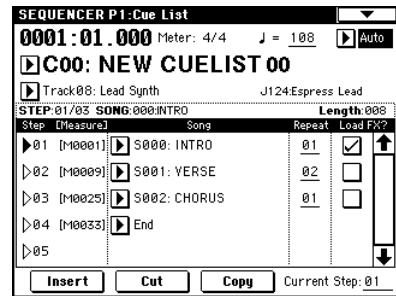 SEQUENCER P1:Cue List
0001:01.000 Meter: 4/4 ♩ = 108 Auto
C00: NEW CUELIST 00
Track08: Lead Synth J124:Espress Lead
STEP:01/03 SONG:000:INTRO Length:008
Step [Measure] Song Repeat Load FX?
01 [M0001] S000: INTRO 01
02 [M0009] S001: VERSE 02
03 [M0025] S002: CHORUS 01
04 [M0033] End
05
Insert Cut Copy Current Step: 01